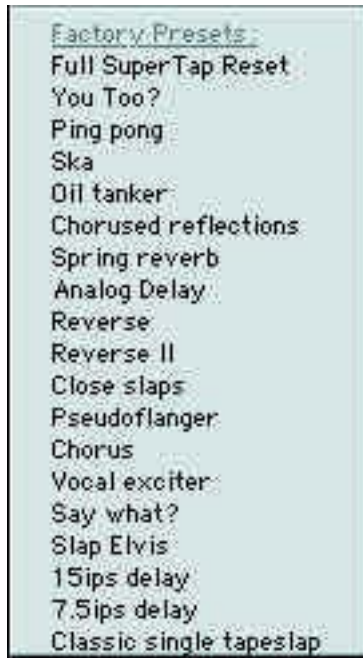 Factory Presets:
Full SuperTap Reset
You Too?
Ping pong
Ska
Oil tanker
Chorused reflections
Spring reverb
Analog Delay
Reverse
Reverse II
Close slaps
Pseudoflanger
Chorus
Vocal exciter
Say what?
Slap Elvis
15ips delay
7.5ips delay
Classic single tapeslap